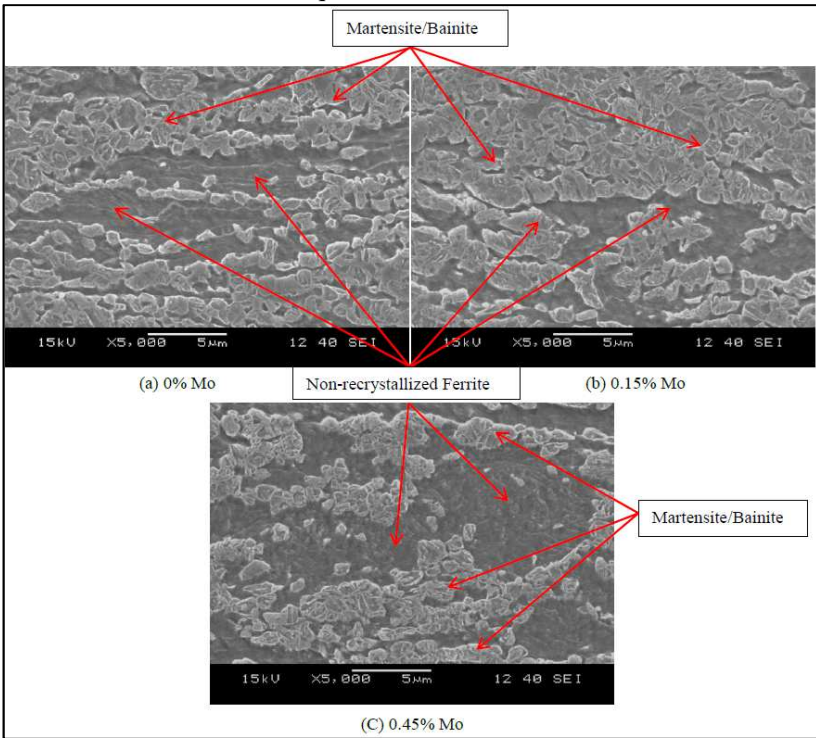 Martensite/Bainite
15kV X5,000 5μm 12 40 SEI
15kV X5,000 5μm 12 40 SEI
(a) 0% Mo
Non-recrystallized Ferrite
(b) 0.15% Mo
Martensite/Bainite
15kV X5,000 5μm 12 40 SEI
(C) 0.45% Mo